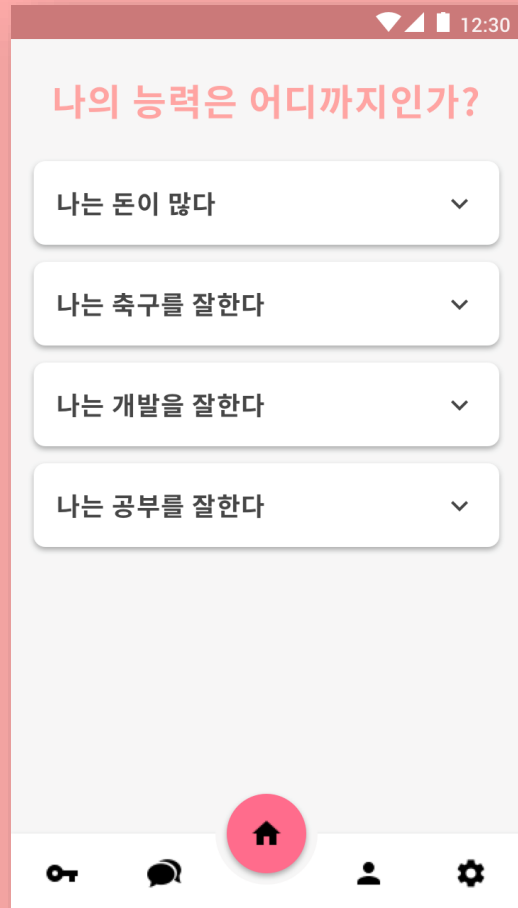 12:30
나의 능력은 어디까지인가?
나는 돈이 많다
나는 축구를 잘한다
나는 개발을 잘한다
나는 공부를 잘한다